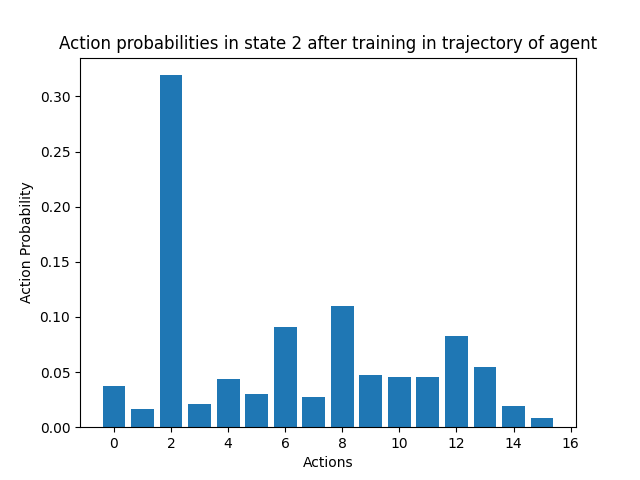 Action probabilities in state 2 after training in trajectory of agent
0.30
0.25
0.20
0.15
0.10
0.05
0.00
Action Probability
0 2 4 6 8 10 12 14 16
Actions